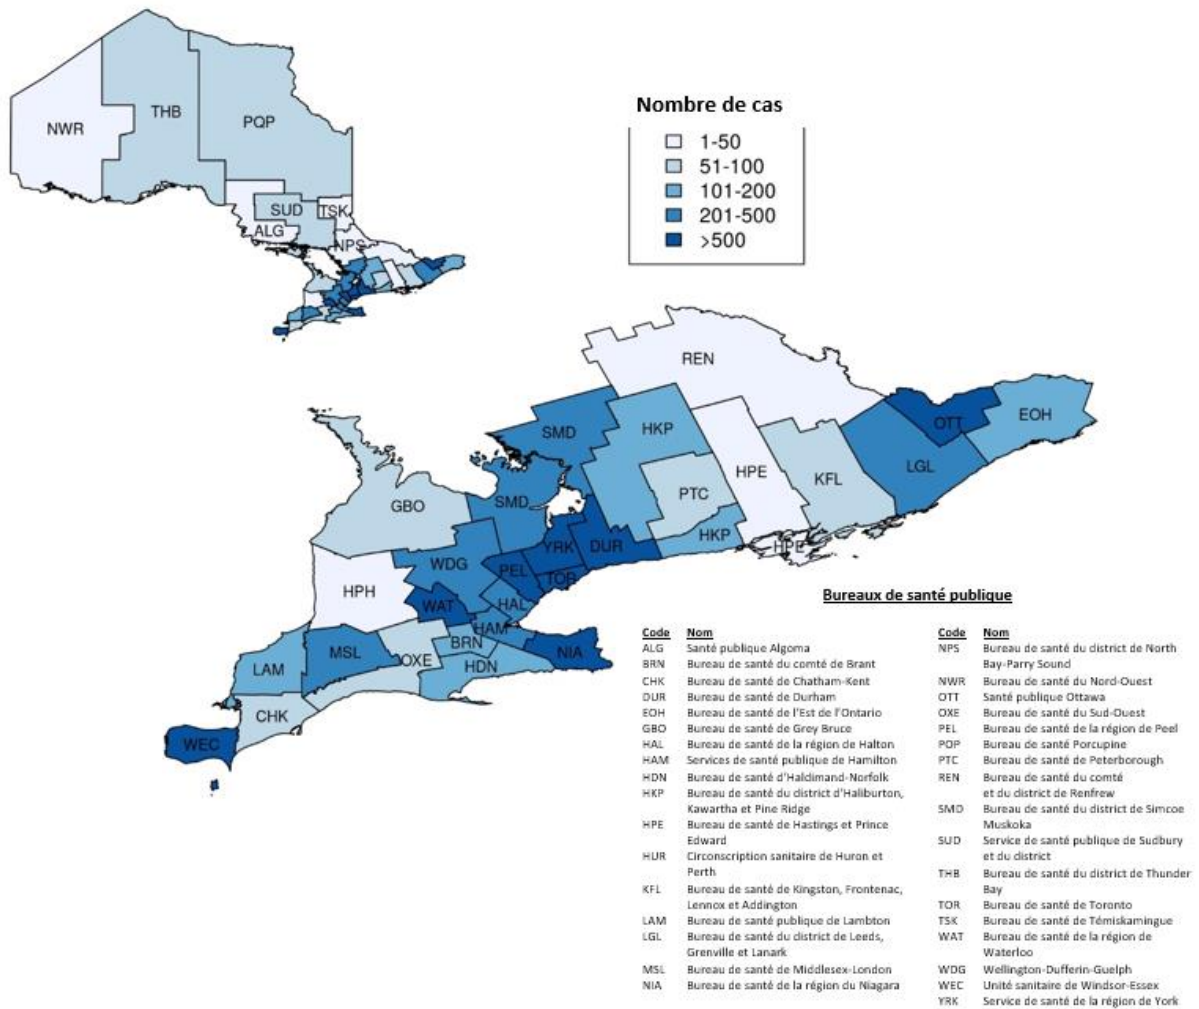 NWR
THB
PQP
SUD
TSK
ALG
NPS
Nombre de cas
1-50
51-100
101-200
201-500
>500
REN
SMD
HKP
OTT
EOH
HPE
KFL
LGL
PTC
GBO
SMD
HKP
HPE
YRK
DUR
WDG
PEL
TOR
HPH
WAT
HAL
HAM
BRN
NIA
MSL
OXE
HDN
LAM
CHK
WEC
Bureaux de santé publique
Code Nom
ALG Santé publique Algoma
BRN Bureau de santé du comté de Brant
CHK Bureau de santé de Chatham-Kent
DUR Bureau de santé de Durham
EOH Bureau de santé de l'Est de l'Ontario
GBO Bureau de santé de Grey Bruce
HAL Bureau de santé de la région de Halton
HAM Services de santé publique de Hamilton
HDN Bureau de santé d'Haldimand-Norfolk
HKP Bureau de santé du district d'Haliburton,
Kawartha et Pine Ridge
HPE Bureau de santé de Hastings et Prince
Edward
HUR Circonscription sanitaire de Huron et
Perth
KFL Bureau de santé de Kingston, Frontenac,
Lennox et Addington
LAM Bureau de santé publique de Lambton
LGL Bureau de santé du district de Leeds,
Grenville et Lanark
MSL Bureau de santé de Middlesex-London
NIA Bureau de santé de la région du Niagara
Code Nom
NPS Bureau de santé du district de North
Bay-Parry Sound
NWR Bureau de santé du Nord-Ouest
OTT Santé publique Ottawa
OXE Bureau de santé du Sud-Ouest
PEL Bureau de santé de la région de Peel
POP Bureau de santé Porcupine
PTC Bureau de santé de Peterborough
REN Bureau de santé du comté
et du district de Renfrew
SMD Bureau de santé du district de Simcoe
Muskoka
SUD Service de santé publique de Sudbury
et du district
THB Bureau de santé du district de Thunder
Bay
TOR Bureau de santé de Toronto
TSK Bureau de santé de Témiskamingue
WAT Bureau de santé de la région de
Waterloo
WDG Wellington-Dufferin-Guelph
WEC Unité sanitaire de Windsor-Essex
YRK Service de santé de la région de York